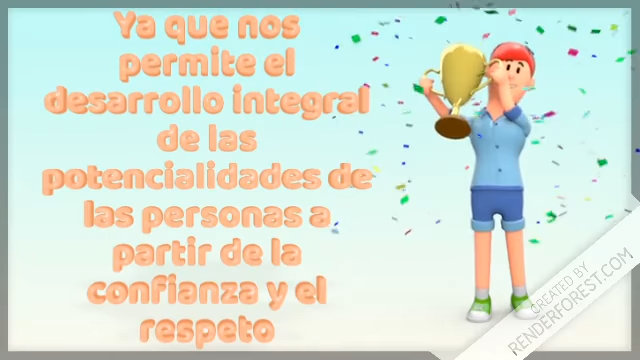 Ya que nos
permite el
desarrollo integral
de las
potencialidades de
las personas a
partir de la
confianza y el
respeto
CREATED BY
RENDERFOREST.COM